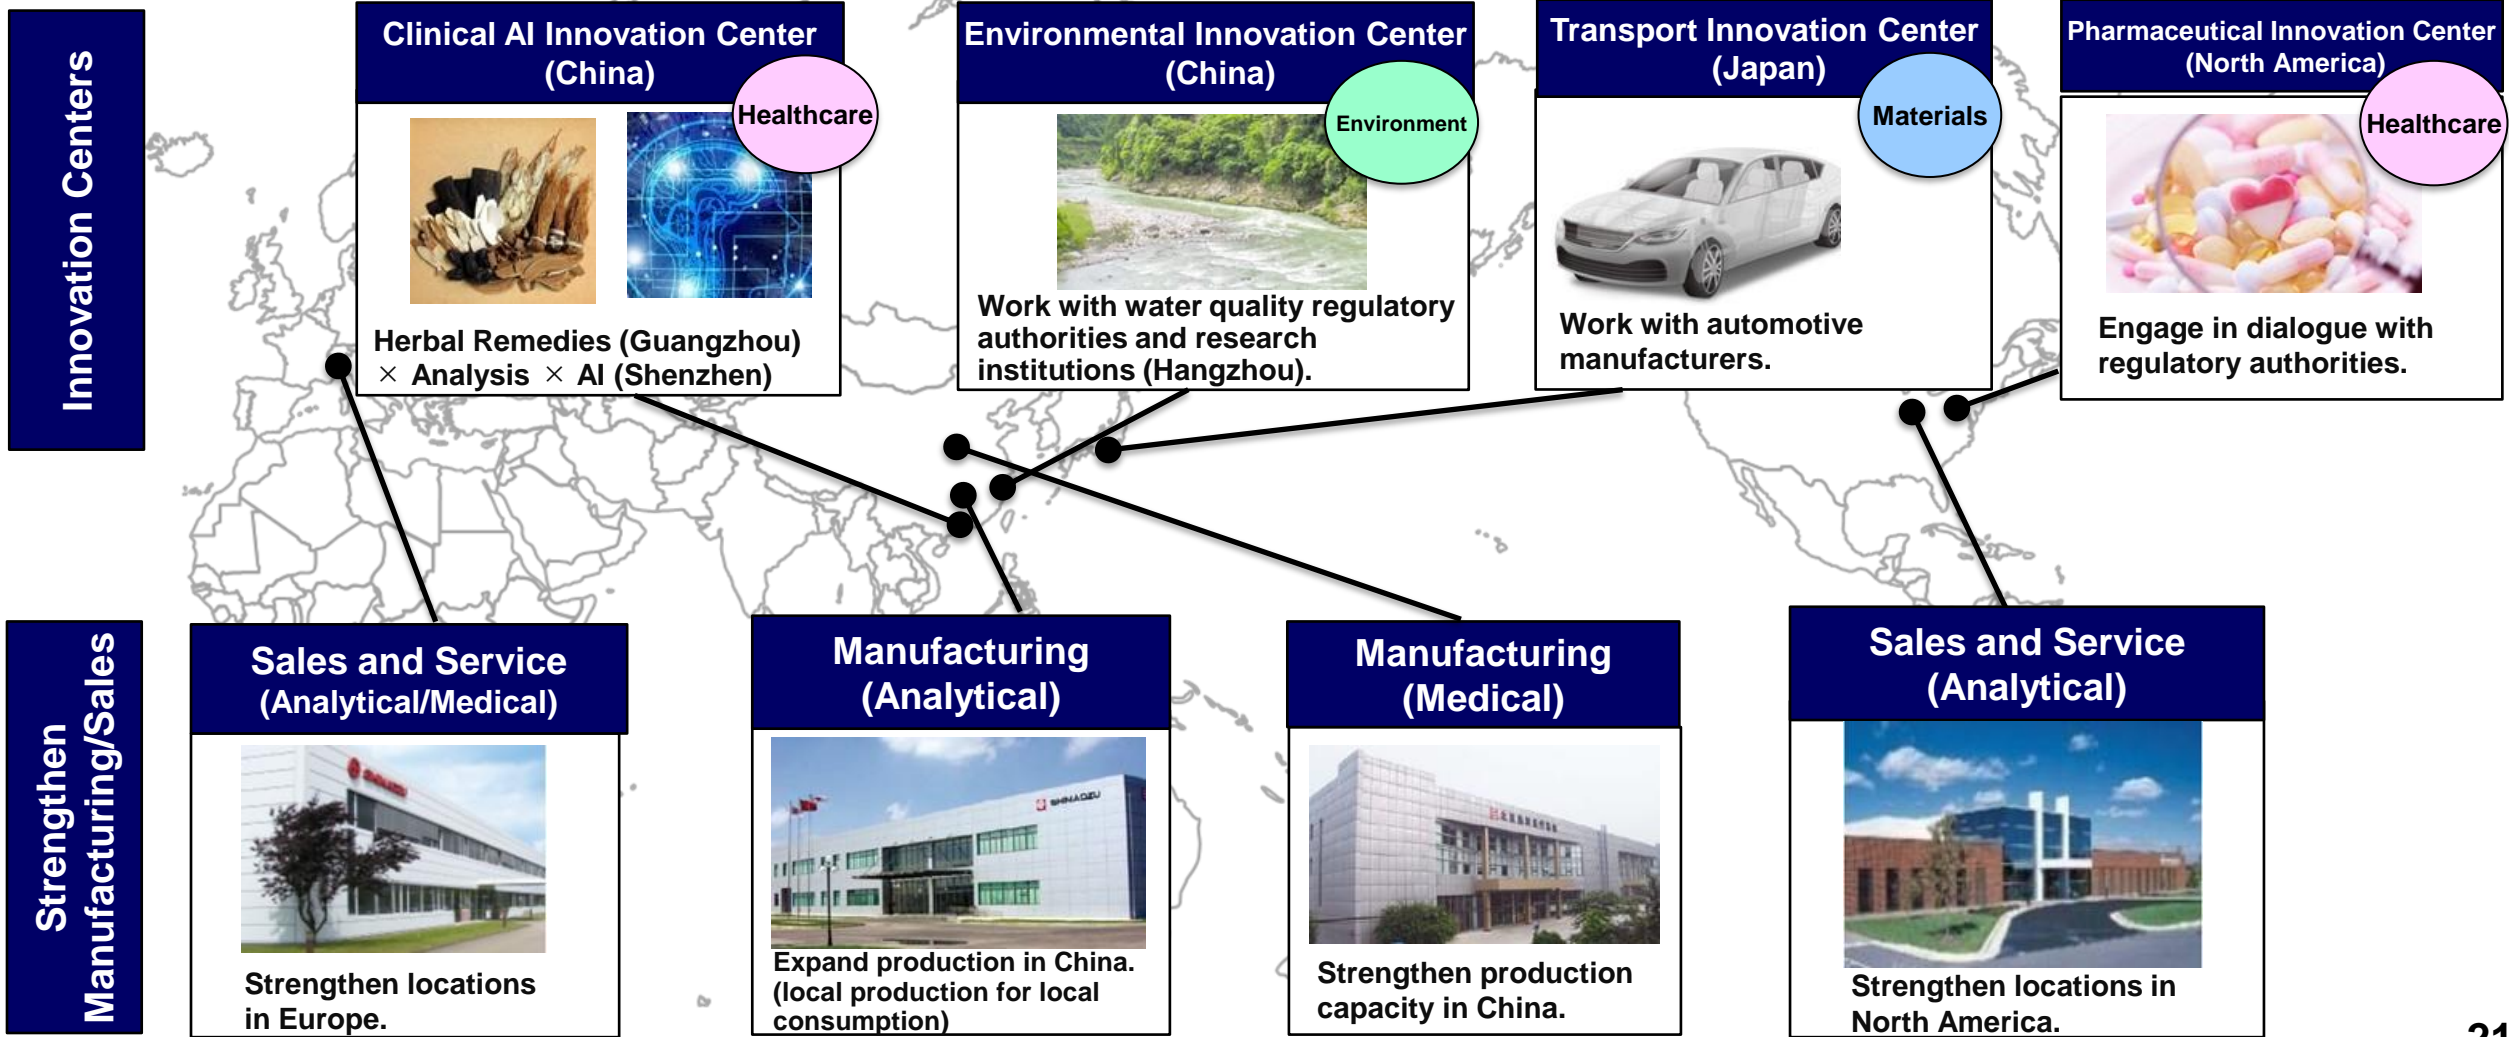 Innovation Centers
Clinical AI Innovation Center
(China)
Healthcare
Herbal Remedies (Guangzhou)
× Analysis × AI (Shenzhen)
Environmental Innovation Center
(China)
Environment
Work with water quality regulatory
authorities and research
institutions (Hangzhou).
Transport Innovation Center
(Japan)
Materials
Work with automotive
manufacturers.
Pharmaceutical Innovation Center
(North America)
Healthcare
Engage in dialogue with
regulatory authorities.
Strengthen
Manufacturing/Sales
Sales and Service
(Analytical/Medical)
SHIMADZU
Strengthen locations
in Europe.
Manufacturing
(Analytical)
SHIMADZU
Expand production in China.
(local production for local
consumption)
Manufacturing
(Medical)
Strengthen production
capacity in China.
Sales and Service
(Analytical)
Strengthen locations in
North America.
21